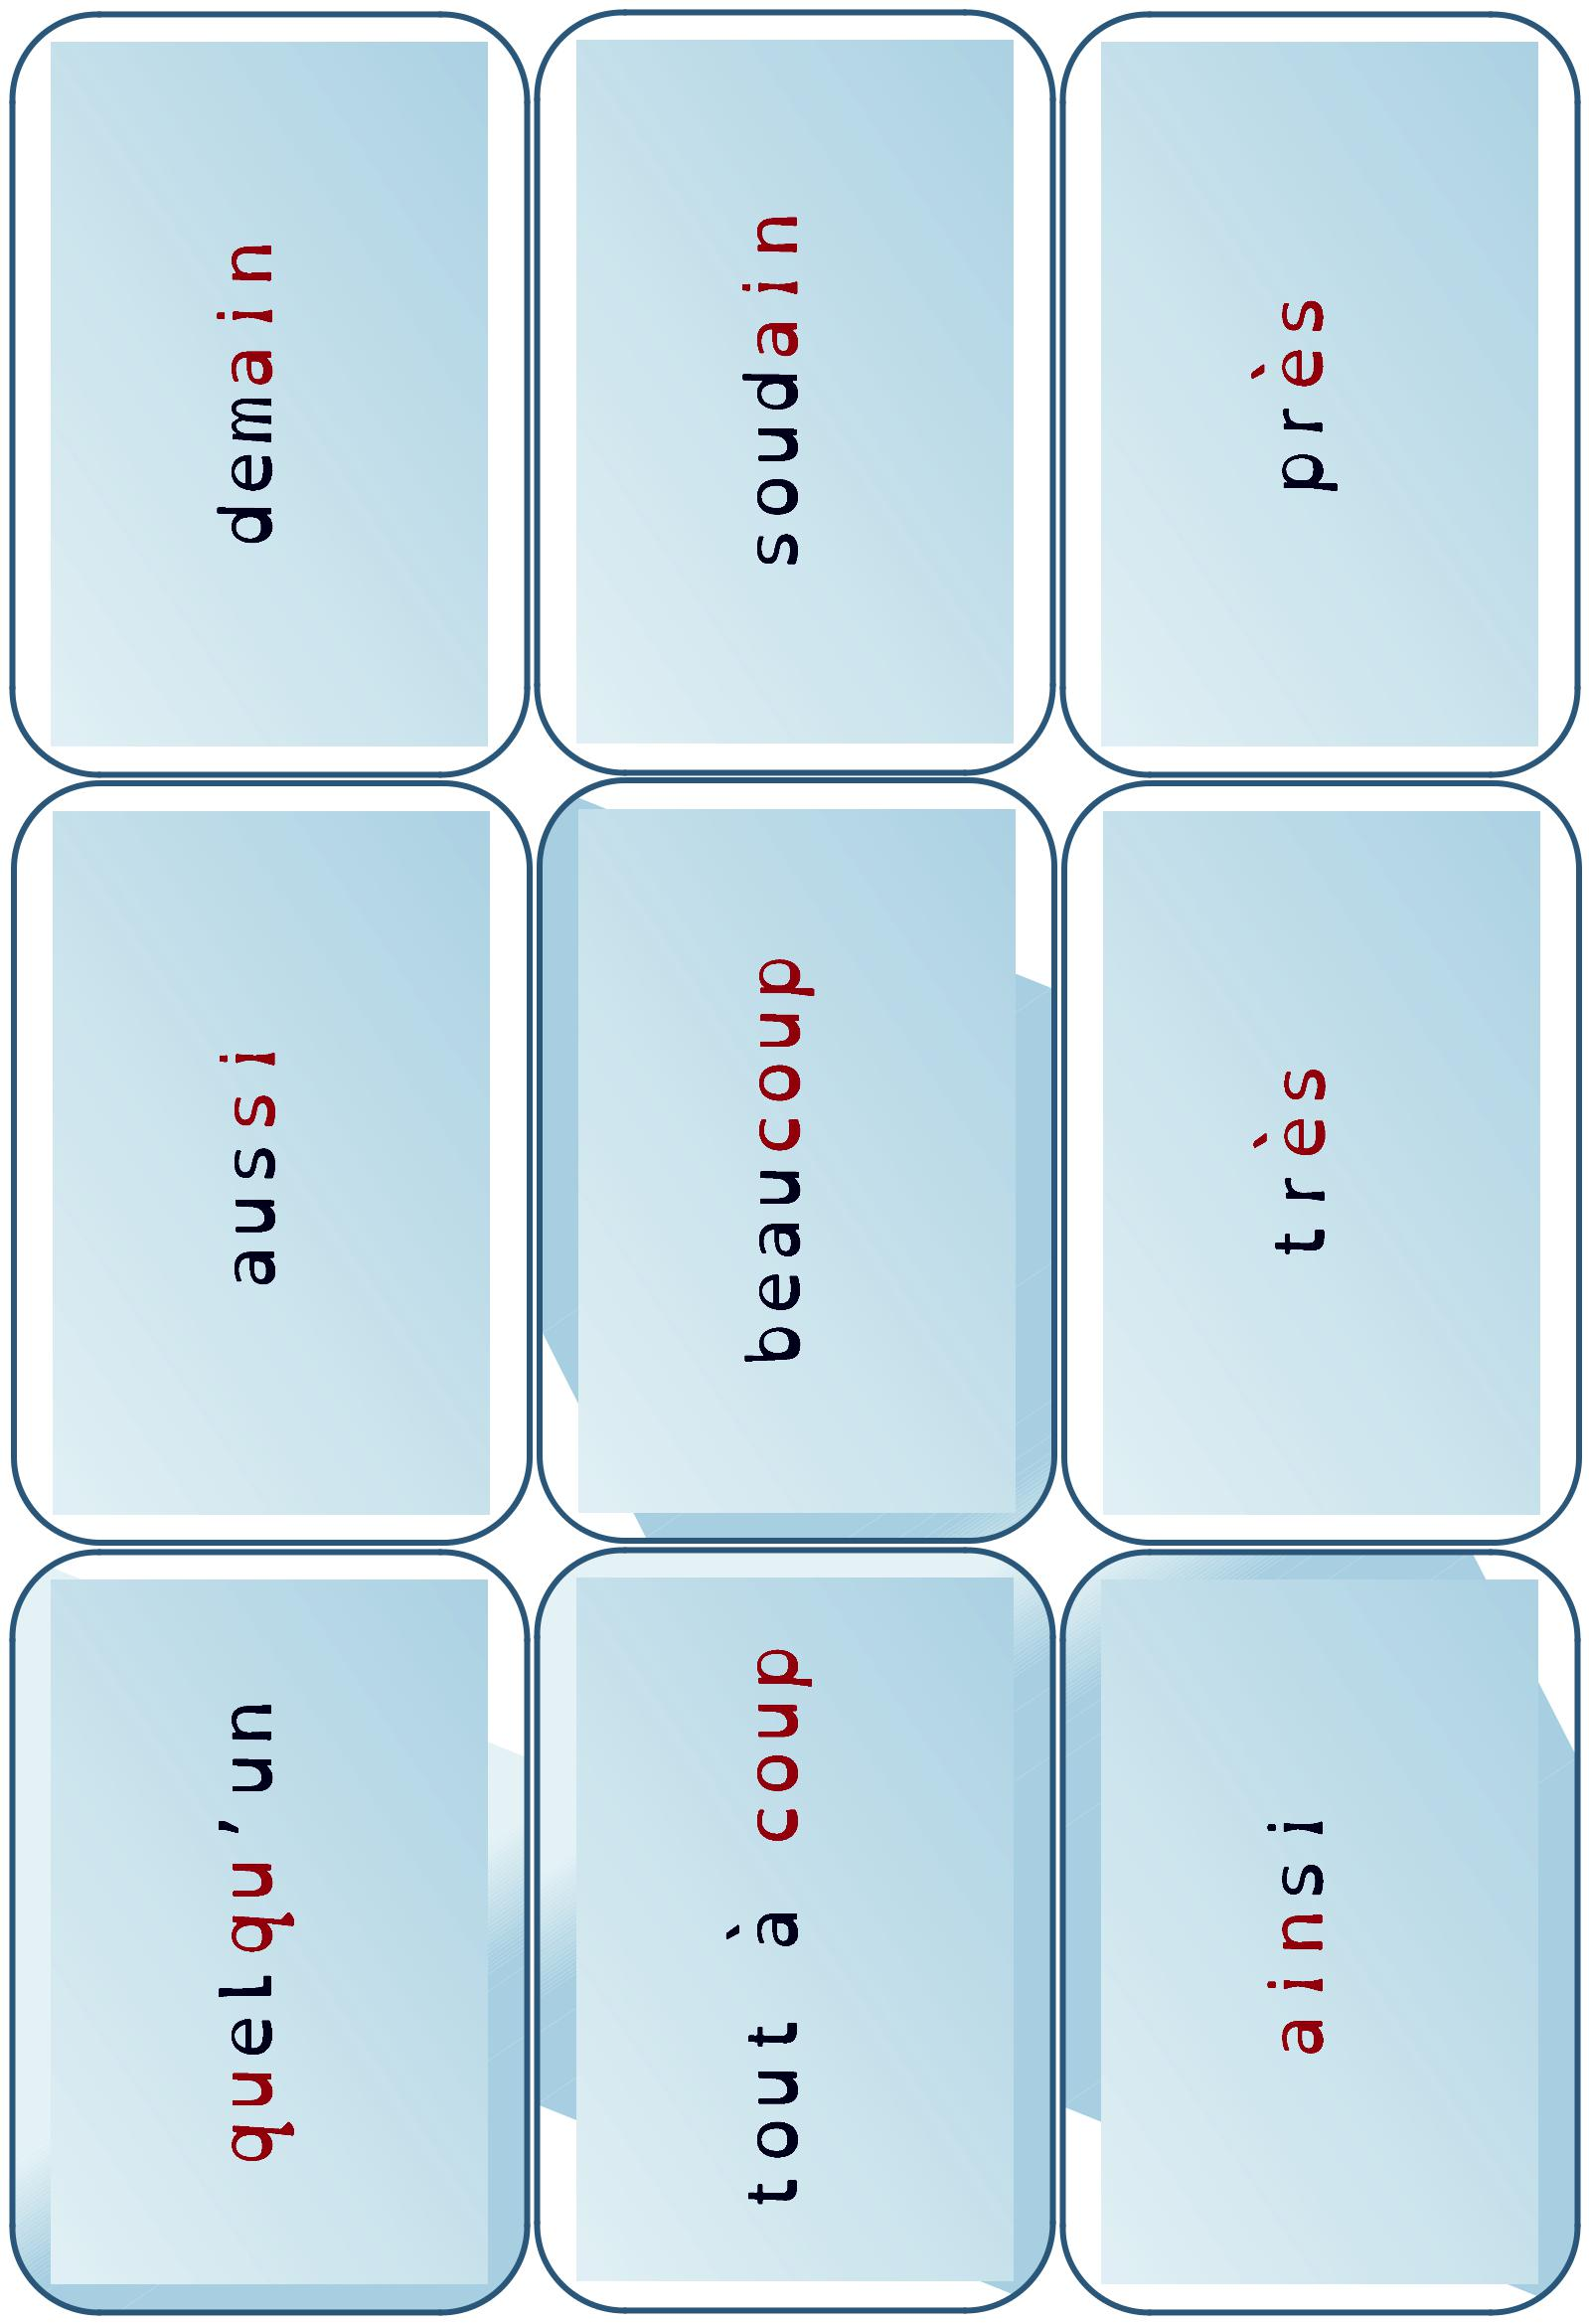 demain
soudain
près
aussi
beaucoup
très
quelqu’un
tout à coup
ainsi